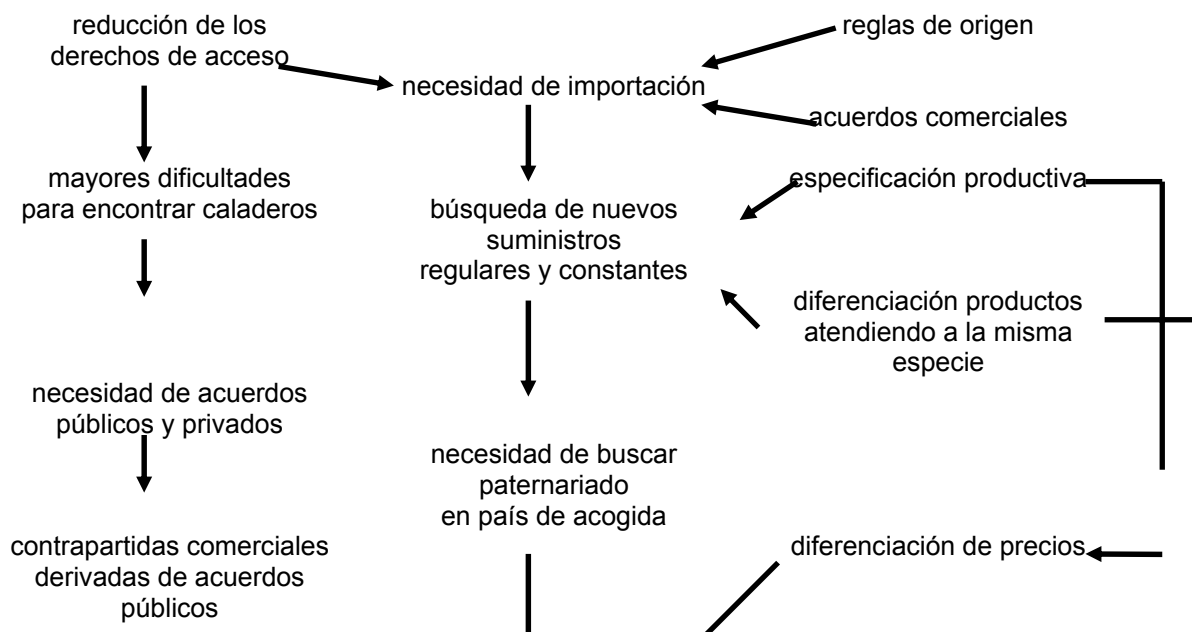 reducción de los
derechos de acceso
reglas de origen
necesidad de importación
acuerdos comerciales
mayores dificultades
para encontrar caladeros
especificación productiva
búsqueda de nuevos
suministros
regulares y constantes
diferenciación productos
atendiendo a la misma
especie
necesidad de acuerdos
públicos y privados
necesidad de buscar
paternariado
en país de acogida
contrapartidas comerciales
derivadas de acuerdos
públicos
diferenciación de precios